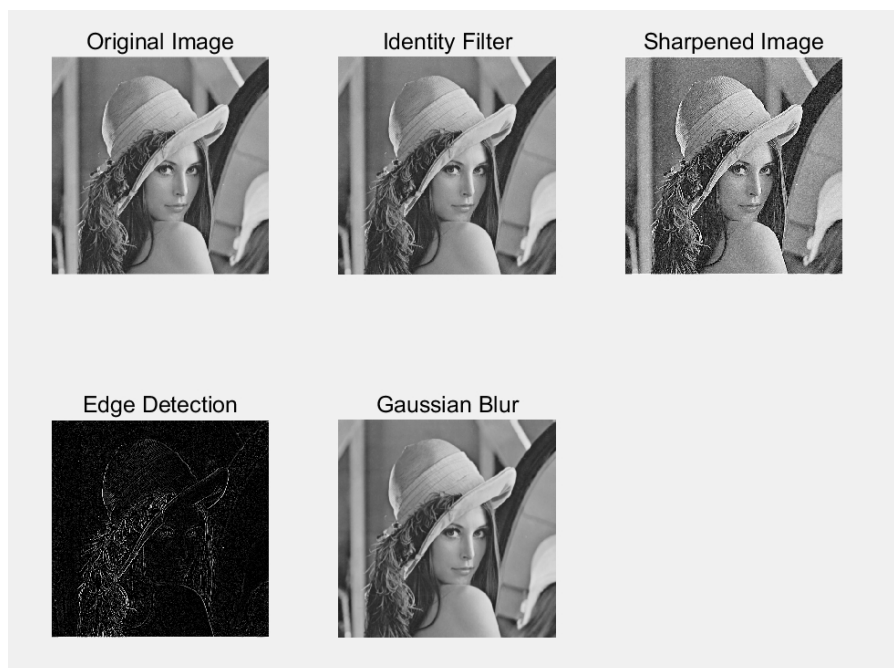 Original Image
Identity Filter
Sharpened Image
Edge Detection
Gaussian Blur